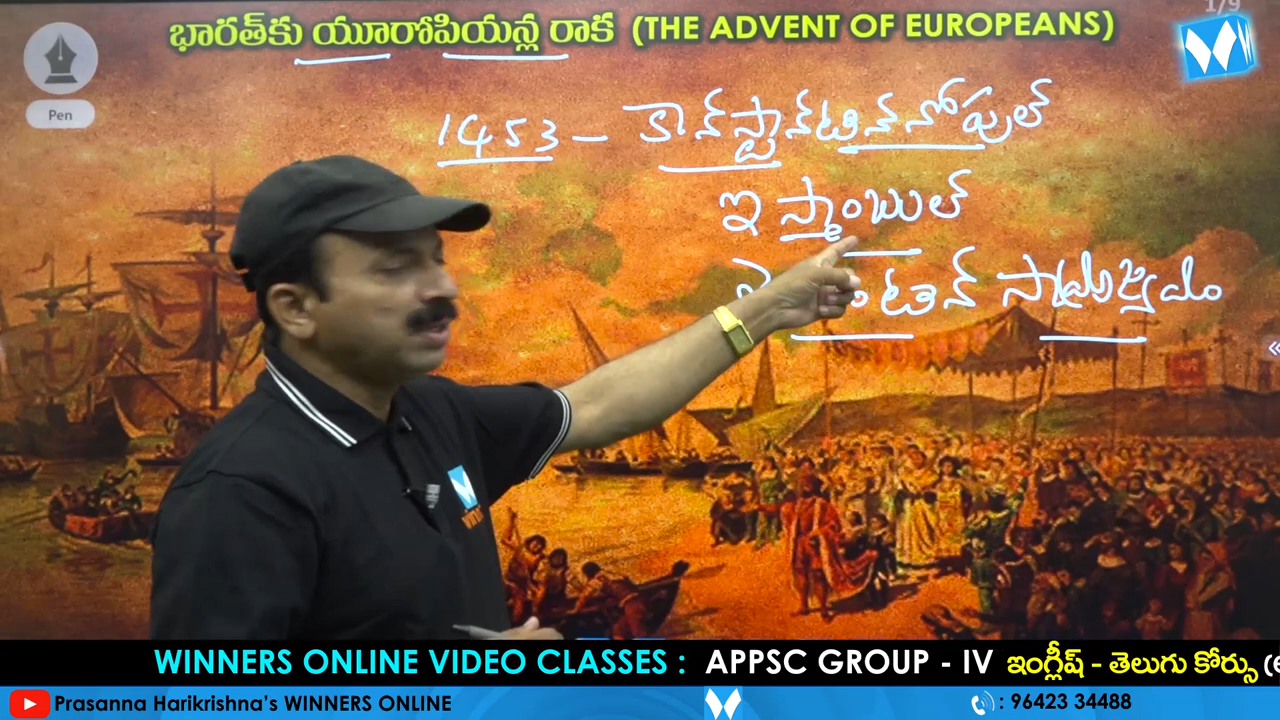 భారత్‌కు యూరోపియన్ల రాక (THE ADVENT OF EUROPEANS)
1/9
Pen
1453 - కాన్‌స్టాన్‌టిన్‌నోపుల్
ఇస్తాంబుల్
టైన్ సామ్రాజ్యం
WINNERS ONLINE VIDEO CLASSES : APPSC GROUP - IV ఇంగ్లీష్ - తెలుగు కోర్సు (
Prasanna Harikrishna's WINNERS ONLINE
: 96423 34488